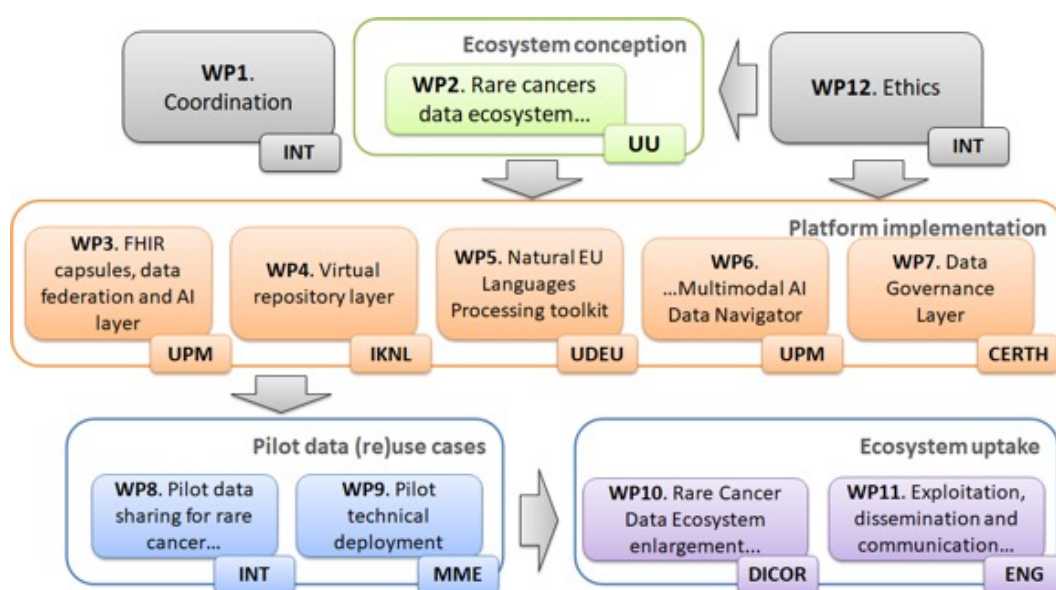 WP1.
Coordination
INT
Ecosystem conception
WP2. Rare cancers
data ecosystem...
UU
WP12. Ethics
INT
Platform implementation
WP3. FHIR
capsules, data
federation and AI
layer
UPM
WP4. Virtual
repository layer
IKNL
WP5. Natural EU
Languages
Processing toolkit
UDEU
WP6.
...Multimodal AI
Data Navigator
UPM
WP7. Data
Governance
Layer
CERTH
Pilot data (re)use cases
WP8. Pilot data
sharing for rare
cancer...
INT
WP9. Pilot
technical
deployment
MME
Ecosystem uptake
WP10. Rare Cancer
Data Ecosystem
enlargement...
DICOR
WP11. Exploitation,
dissemination and
communication...
ENG